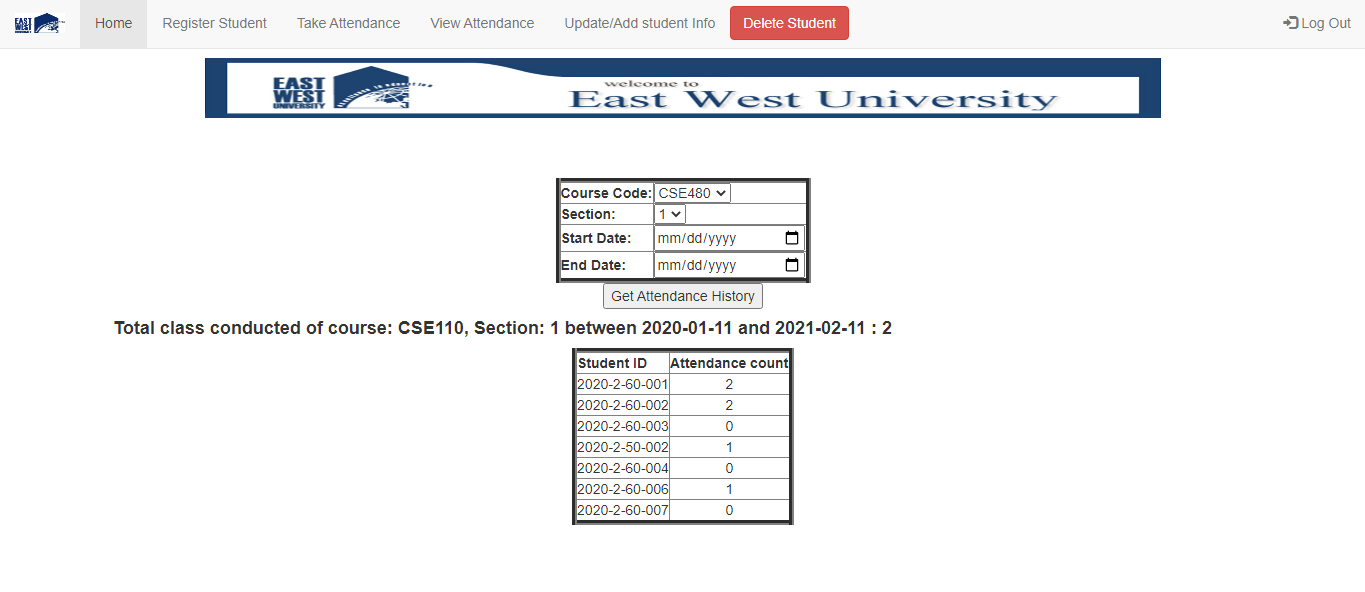 EAST WEST UNIVERSITY Home Register Student Take Attendance View Attendance Update/Add student Info Delete Student Log Out
EAST
WEST
UNIVERSITY
welcome to
East West University
Course Code: CSE480
Section: 1
Start Date: mm/dd/yyyy
End Date: mm/dd/yyyy
Get Attendance History
Total class conducted of course: CSE110, Section: 1 between 2020-01-11 and 2021-02-11 : 2
Student ID Attendance count
2020-2-60-001 2
2020-2-60-002 2
2020-2-60-003 0
2020-2-50-002 1
2020-2-60-004 0
2020-2-60-006 1
2020-2-60-007 0